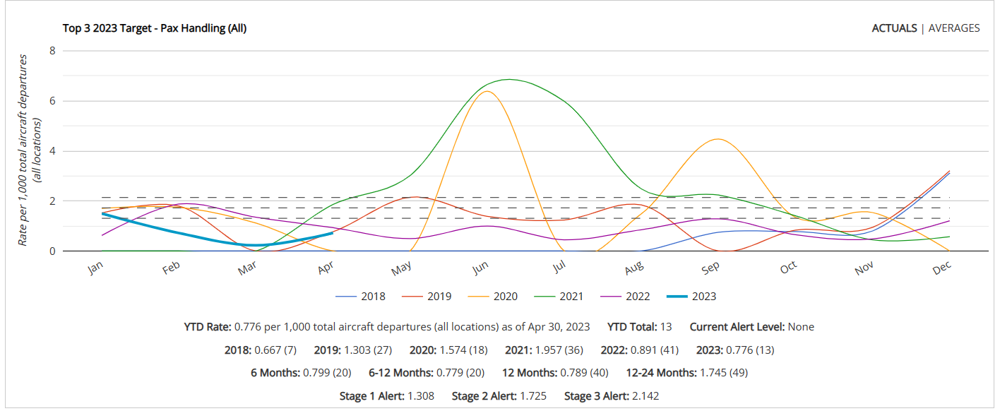 Top 3 2023 Target - Pax Handling (All)
ACTUALS | AVERAGES
Rate per 1,000 total aircraft departures
(all locations)
8
6
4
2
0
Jan
Feb
Mar
Apr
May
Jun
Jul
Aug
Sep
Oct
Nov
Dec
2018
2019
2020
2021
2022
2023
YTD Rate: 0.776 per 1,000 total aircraft departures (all locations) as of Apr 30, 2023 YTD Total: 13 Current Alert Level: None
2018: 0.667 (7) 2019: 1.303 (27) 2020: 1.574 (18) 2021: 1.957 (36) 2022: 0.891 (41) 2023: 0.776 (13)
6 Months: 0.799 (20) 6-12 Months: 0.779 (20) 12 Months: 0.789 (40) 12-24 Months: 1.745 (49)
Stage 1 Alert: 1.308 Stage 2 Alert: 1.725 Stage 3 Alert: 2.142